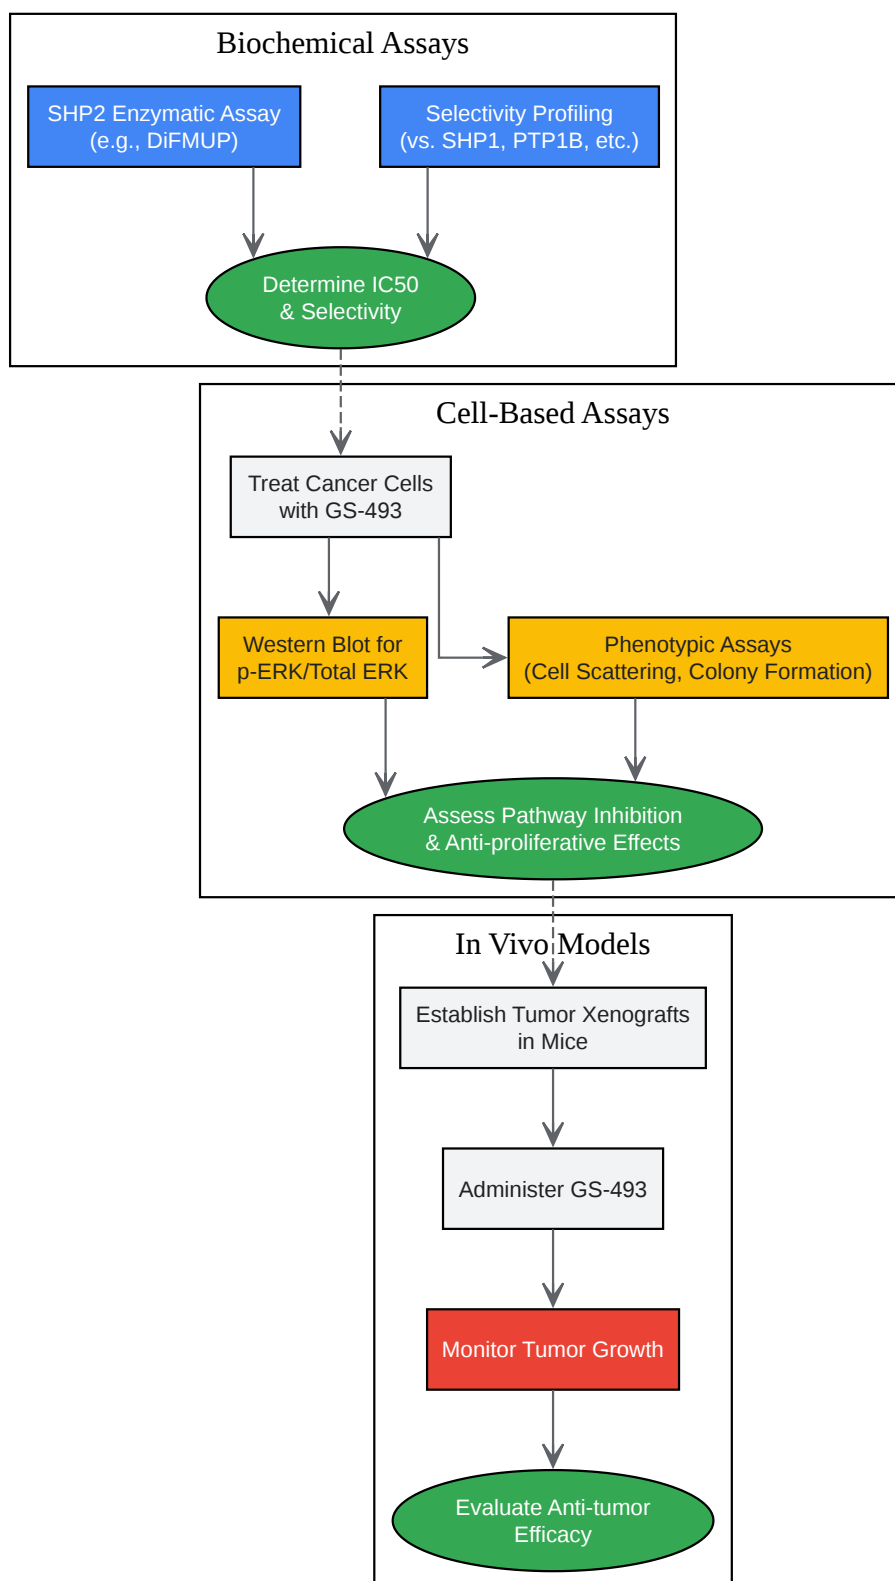 Biochemical Assays
SHP2 Enzymatic Assay
(e.g., DiFMUP)
Selectivity Profiling
(vs. SHP1, PTP1B, etc.)
Determine IC50
& Selectivity
Cell-Based Assays
Treat Cancer Cells
with GS-493
Western Blot for
p-ERK/Total ERK
Phenotypic Assays
(Cell Scattering, Colony Formation)
Assess Pathway Inhibition
& Anti-proliferative Effects
In Vivo Models
Establish Tumor Xenografts
in Mice
Administer GS-493
Monitor Tumor Growth
Evaluate Anti-tumor
Efficacy